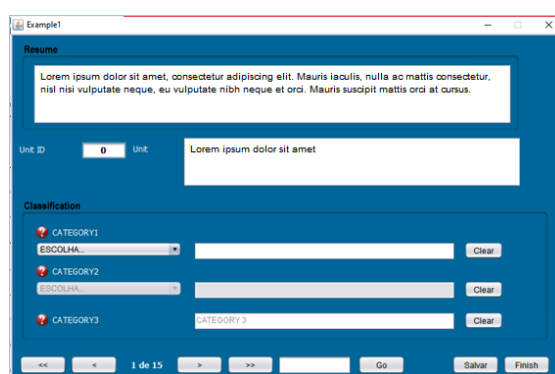 Example1
Resume
Lorem ipsum dolor sit amet, consectetur adipiscing elit. Mauris iaculis, nulla ac mattis consectetur,
nisl nisi vulputate neque, eu vulputate nibh neque et orci. Mauris suscipit mattis orci at cursus.
Unit ID 0 Unit Lorem ipsum dolor sit amet
Classification
CATEGORY1
ESCOLHA... Clear
CATEGORY2
ESCOLHA... Clear
CATEGORY3 CATEGORY 3 Clear
<< < 1 de 15 > >> Go Salvar Finish